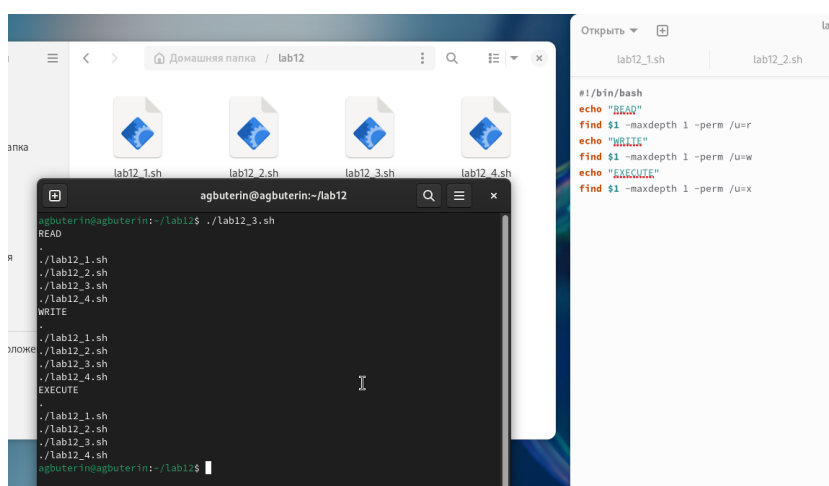 Домашняя папка / lab12
lab12_1.sh
lab12_2.sh
lab12_3.sh
lab12_4.sh
agbuterin@agbuterin:~/lab12
agbuterin@agbuterin:~/lab12$ ./lab12_3.sh
READ
.
./lab12_1.sh
./lab12_2.sh
./lab12_3.sh
./lab12_4.sh
WRITE
.
./lab12_1.sh
./lab12_2.sh
./lab12_3.sh
./lab12_4.sh
EXECUTE
.
./lab12_1.sh
./lab12_2.sh
./lab12_3.sh
./lab12_4.sh
agbuterin@agbuterin:~/lab12$
Открыть
lab12_1.sh
lab12_2.sh
#!/bin/bash
echo "READ"
find $1 -maxdepth 1 -perm /u=r
echo "WRITE"
find $1 -maxdepth 1 -perm /u=w
echo "EXECUTE"
find $1 -maxdepth 1 -perm /u=x